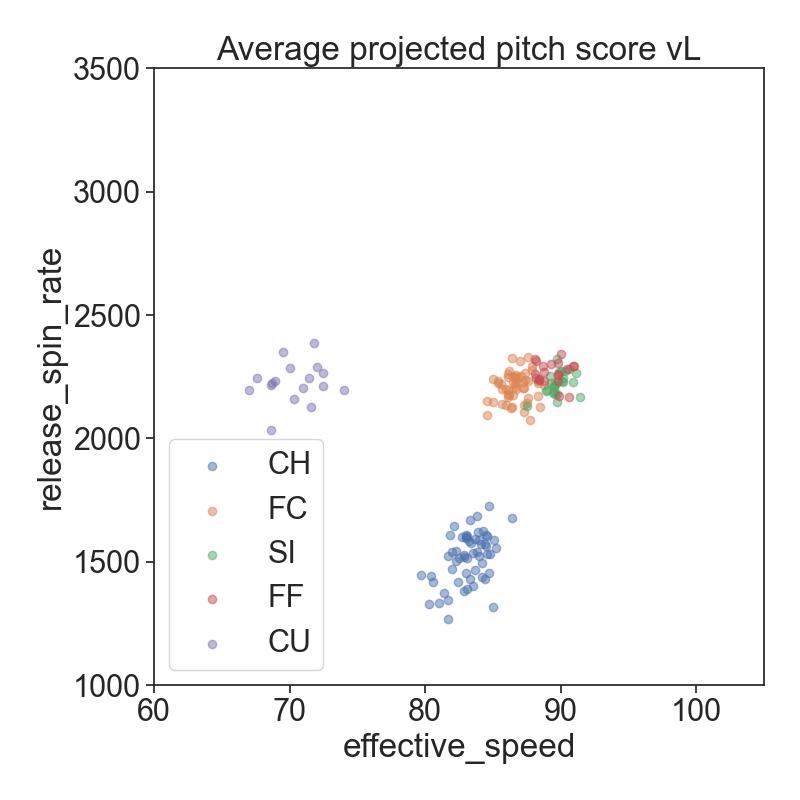 Average projected pitch score vL
3500
3000
2500
2000
1500
1000
release_spin_rate
CH
FC
SI
FF
CU
60
70
80
90
100
effective_speed